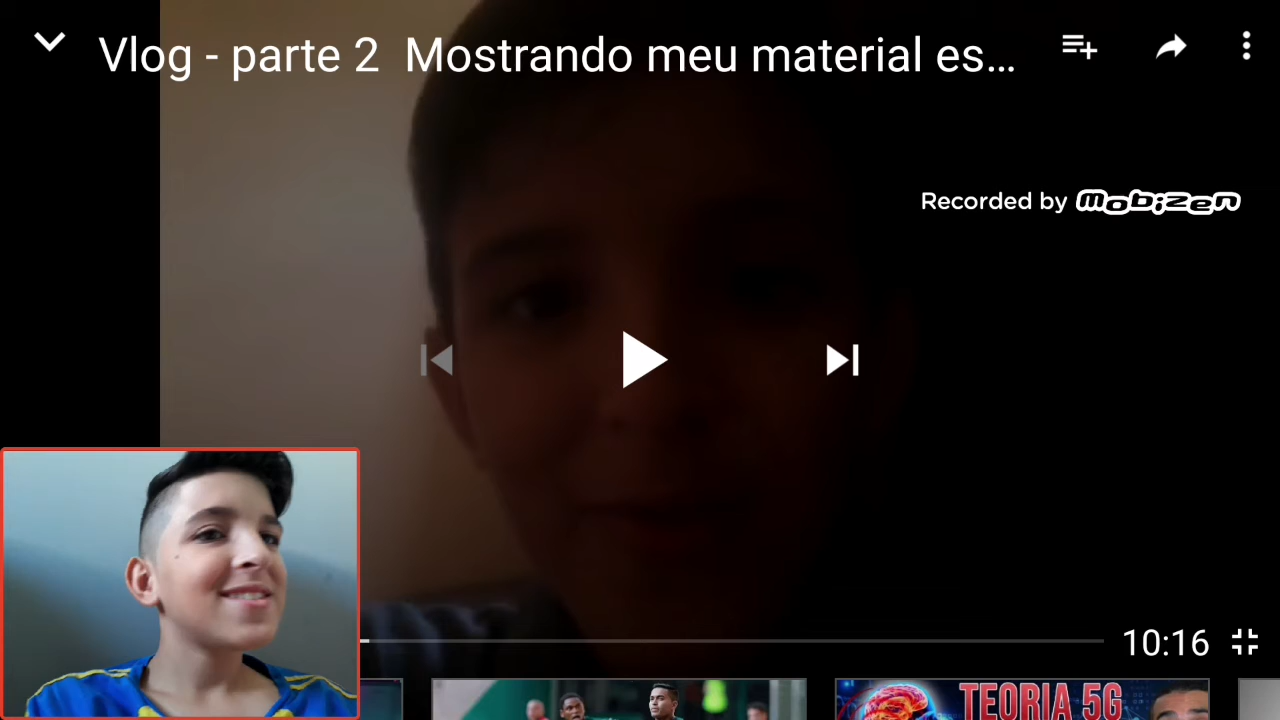 Vlog - parte 2 Mostrando meu material es...
Recorded by mobizen
10:16
TEORIA 5G